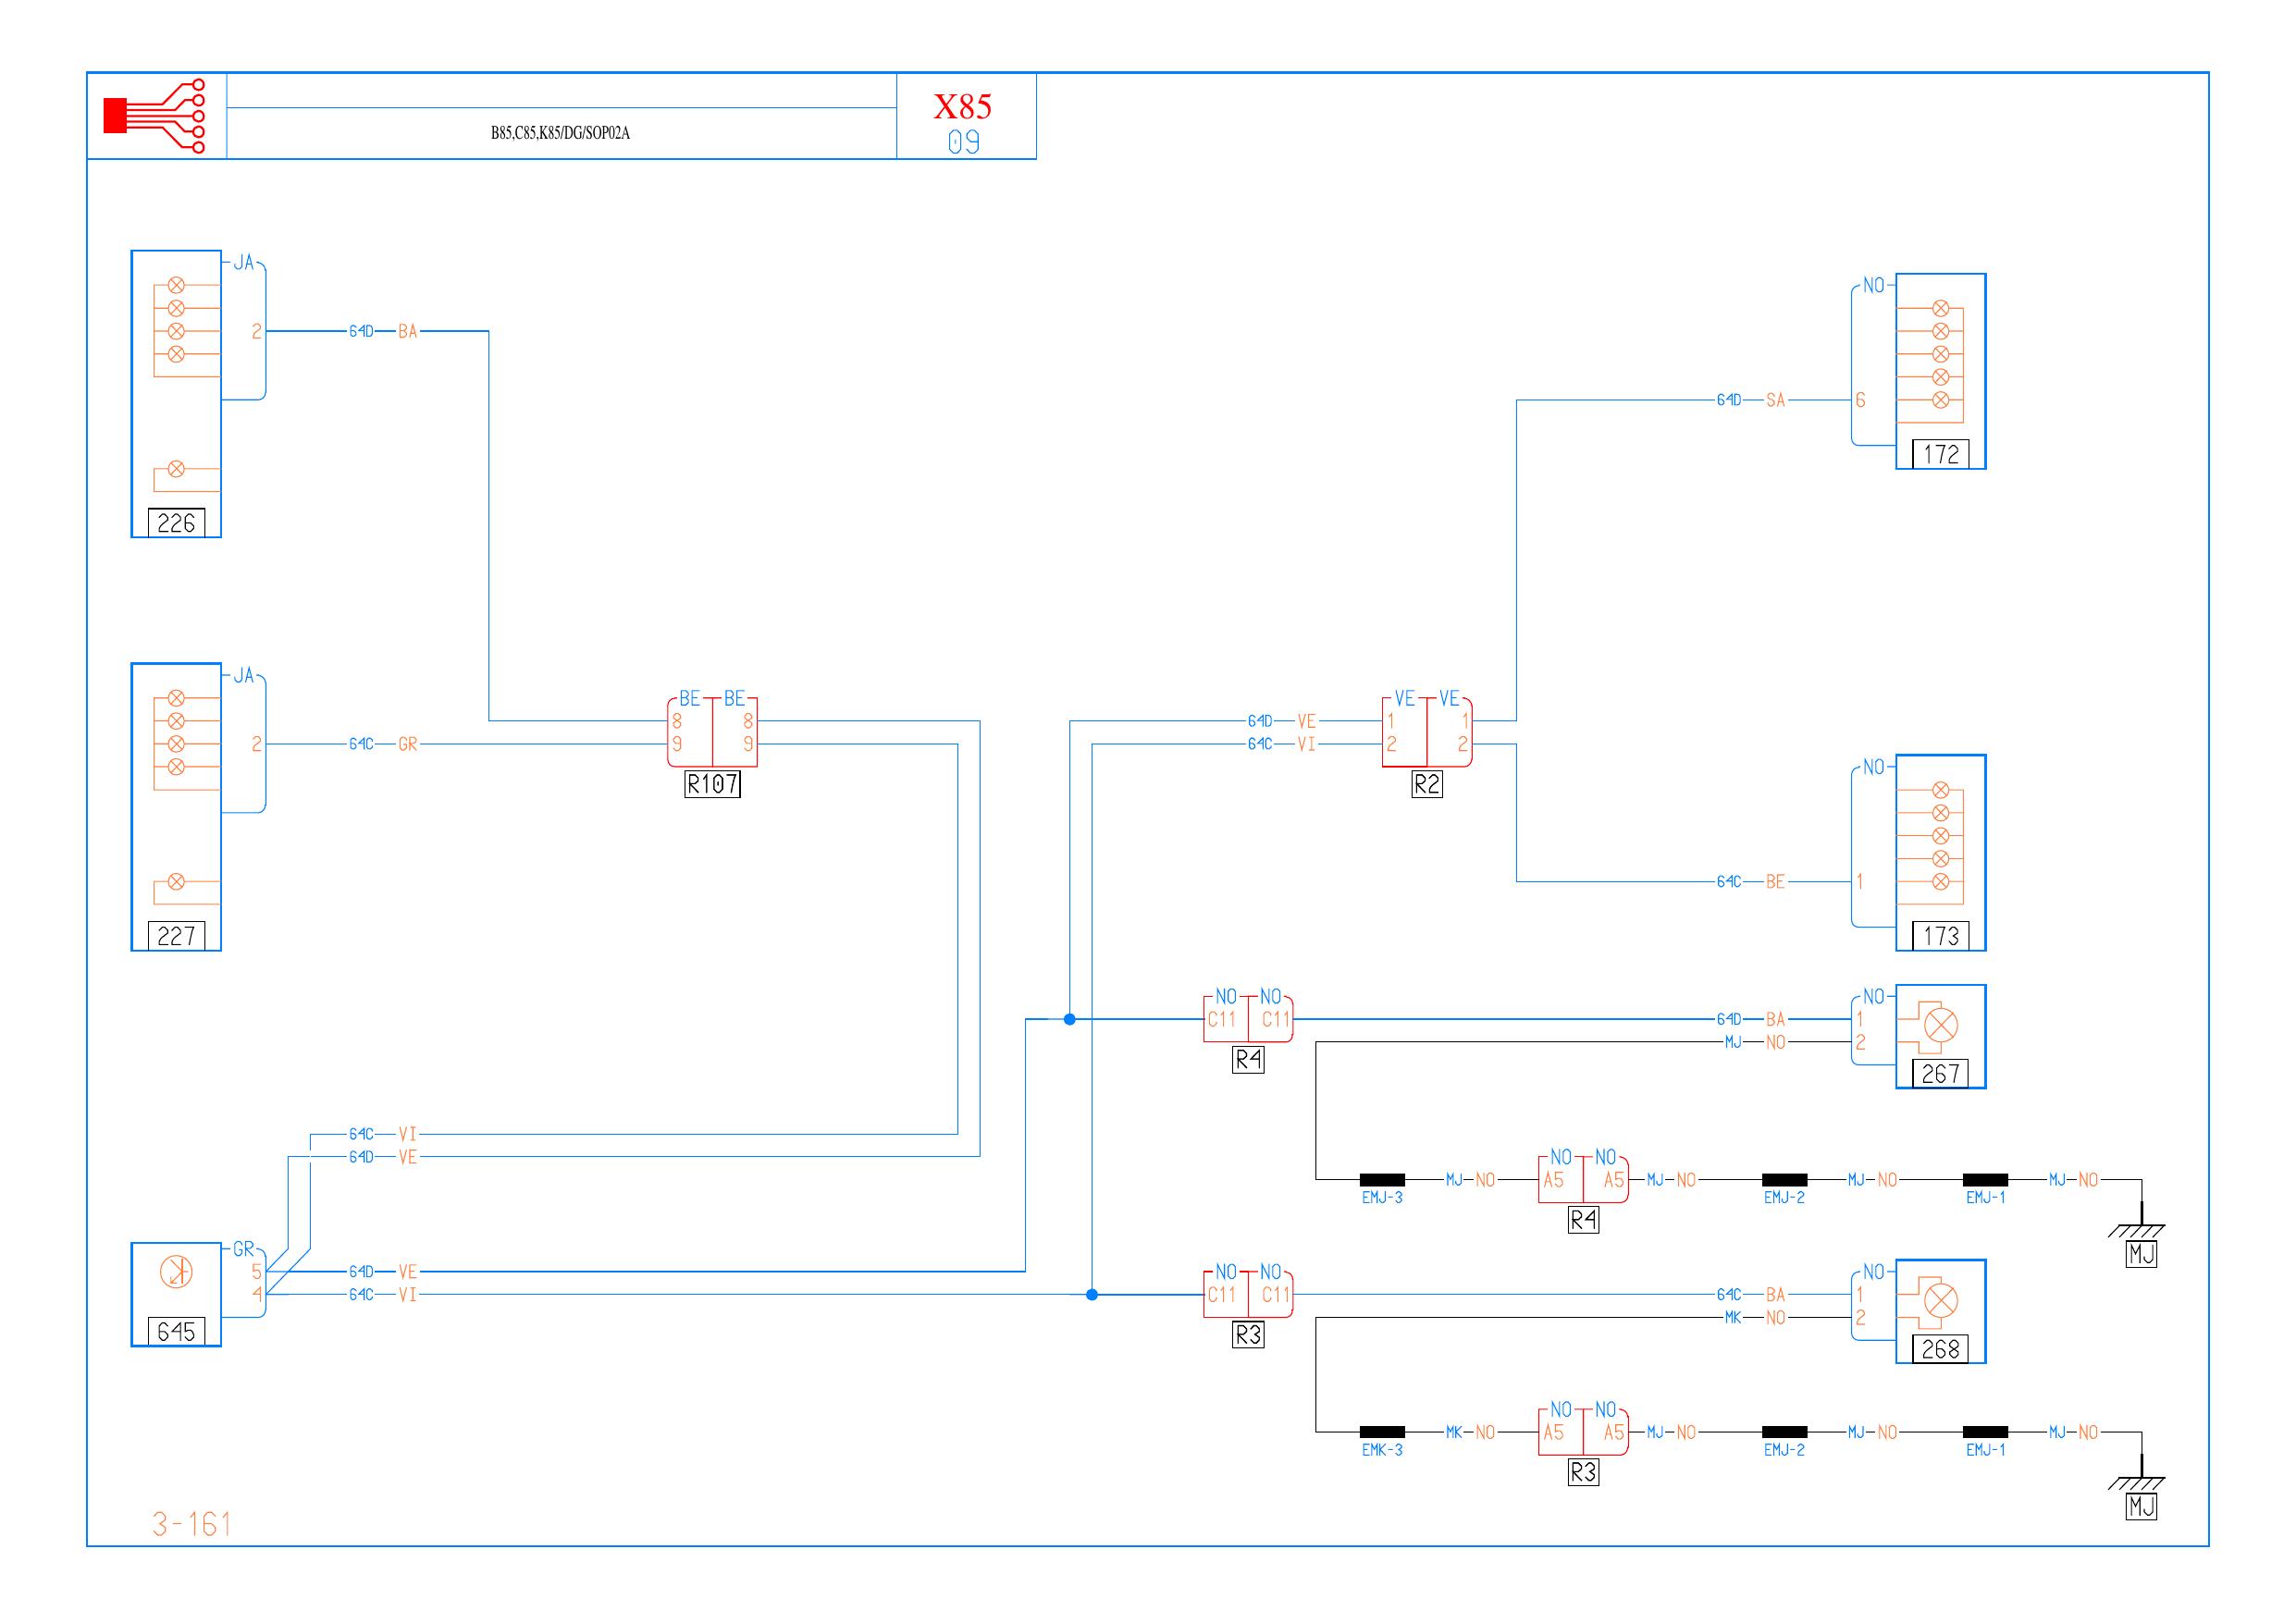 X85
B85,C85,K85/DG/SOP02A
09
JA
NO
2 64D BA
64D SA 6
172
226
JA
BE BE
VE VE
8 8
64D VE 1 1
2 64C GR 9 9
64C VI 2 2
R107
R2
NO
64C BE 1
227
173
NO NO
NO
C11 C11
64D BA 1
MJ NO 2
R4
267
64C VI
64D VE
NO NO
MJ NO A5 A5 MJ NO MJ NO MJ NO
EMJ-3 EMJ-2 EMJ-1
R4
GR
MJ
5 64D VE
NO NO
NO
4 64C VI
C11 C11
64C BA 1
MK NO 2
645
R3
268
NO NO
MK NO A5 A5 MJ NO MJ NO MJ NO
EMK-3 EMJ-2 EMJ-1
R3
MJ
3-161